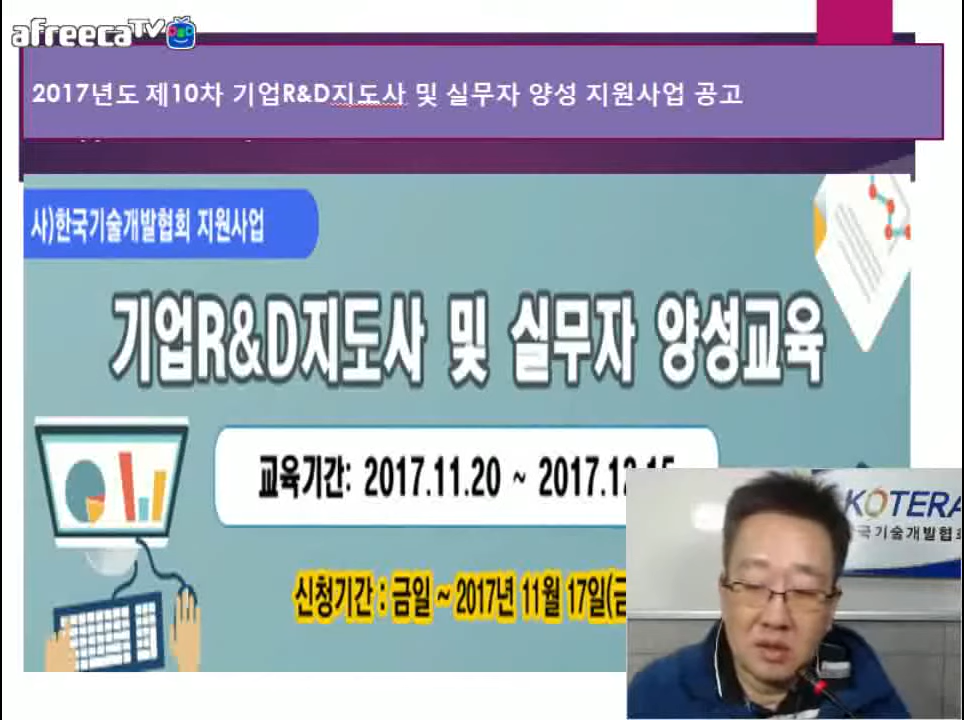 afreecaTV
2017년도 제10차 기업R&D지도사 및 실무자 양성 지원사업 공고
사)한국기술개발협회 지원사업
기업R&D지도사 및 실무자 양성교육
교육기간: 2017.11.20 ~ 2017.12.15
신청기간 : 금일 ~ 2017년 11월 17일(금
KOTERA
국기술개발협회